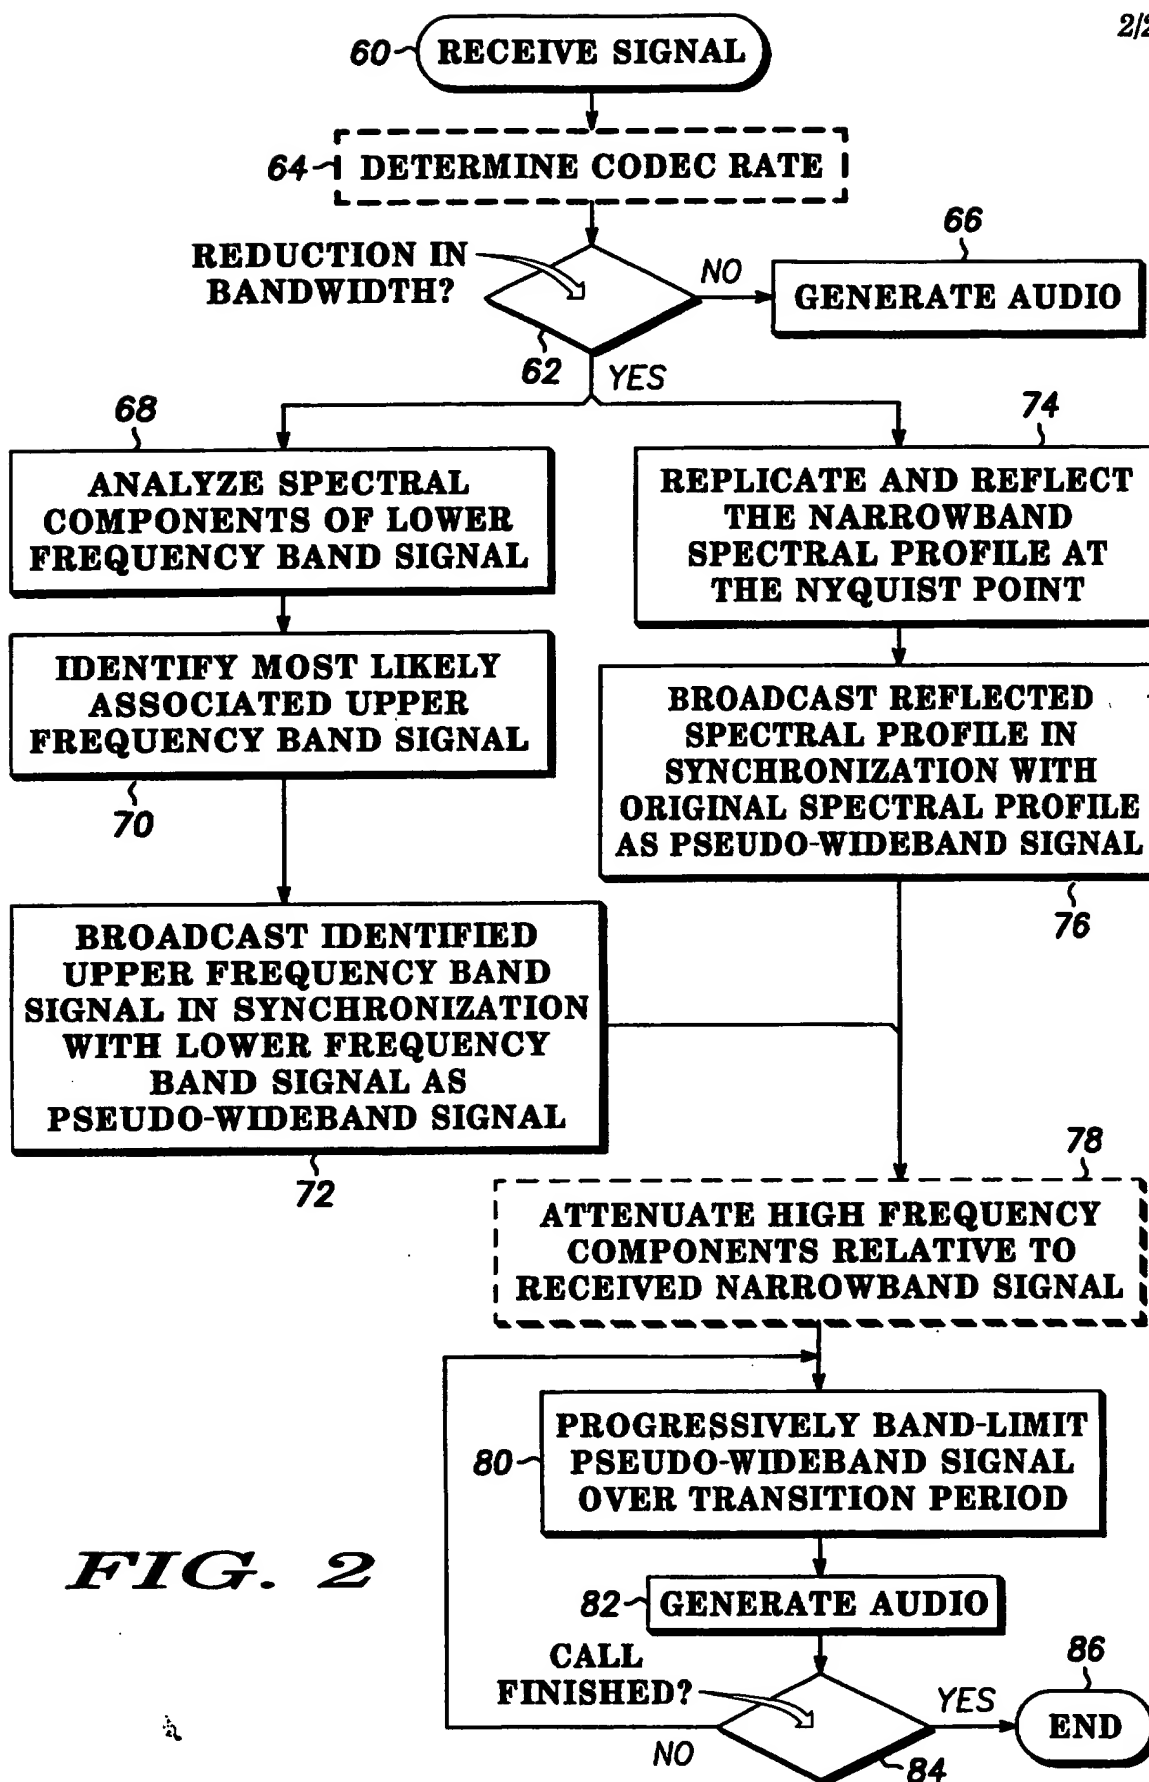 2/2
60
RECEIVE SIGNAL
64
DETERMINE CODEC RATE
REDUCTION IN
BANDWIDTH?
62
NO
YES
66
GENERATE AUDIO
68
ANALYZE SPECTRAL
COMPONENTS OF LOWER
FREQUENCY BAND SIGNAL
74
REPLICATE AND REFLECT
THE NARROWBAND
SPECTRAL PROFILE AT
THE NYQUIST POINT
IDENTIFY MOST LIKELY
ASSOCIATED UPPER
FREQUENCY BAND SIGNAL
70
BROADCAST REFLECTED
SPECTRAL PROFILE IN
SYNCHRONIZATION WITH
ORIGINAL SPECTRAL PROFILE
AS PSEUDO-WIDEBAND SIGNAL
76
BROADCAST IDENTIFIED
UPPER FREQUENCY BAND
SIGNAL IN SYNCHRONIZATION
WITH LOWER FREQUENCY
BAND SIGNAL AS
PSEUDO-WIDEBAND SIGNAL
72
78
ATTENUATE HIGH FREQUENCY
COMPONENTS RELATIVE TO
RECEIVED NARROWBAND SIGNAL
80
PROGRESSIVELY BAND-LIMIT
PSEUDO-WIDEBAND SIGNAL
OVER TRANSITION PERIOD
FIG. 2
82
GENERATE AUDIO
CALL
FINISHED?
NO
YES
84
86
END